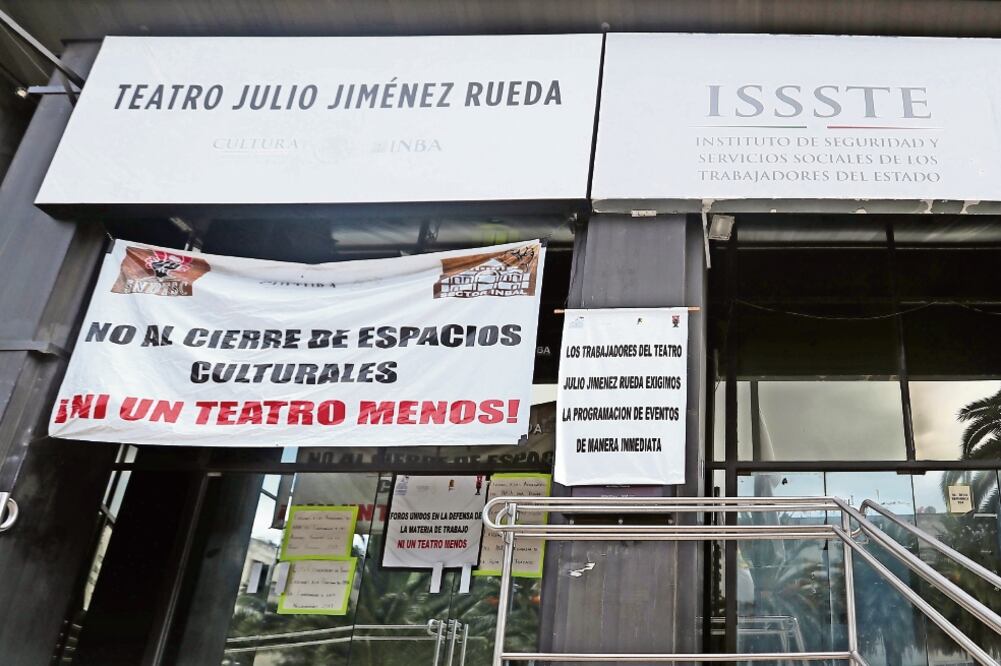 TEATRO JULIO JIMÉNEZ RUEDA
CULTURA
INBA
ISSSTE
INSTITUTO DE SEGURIDAD Y
SERVICIOS SOCIALES DE LOS
TRABAJADORES DEL ESTADO
SECTOR INBAL
NO AL CIERRE DE ESPACIOS
CULTURALES
¡NI UN TEATRO MENOS!
LOS TRABAJADORES DEL TEATRO
JULIO JIMENEZ RUEDA EXIGIMOS
LA PROGRAMACION DE EVENTOS
DE MANERA INMEDIATA
FOROS UNIDOS EN LA DEFENSA DE
LA MATERIA DE TRABAJO
NI UN TEATRO MENOS